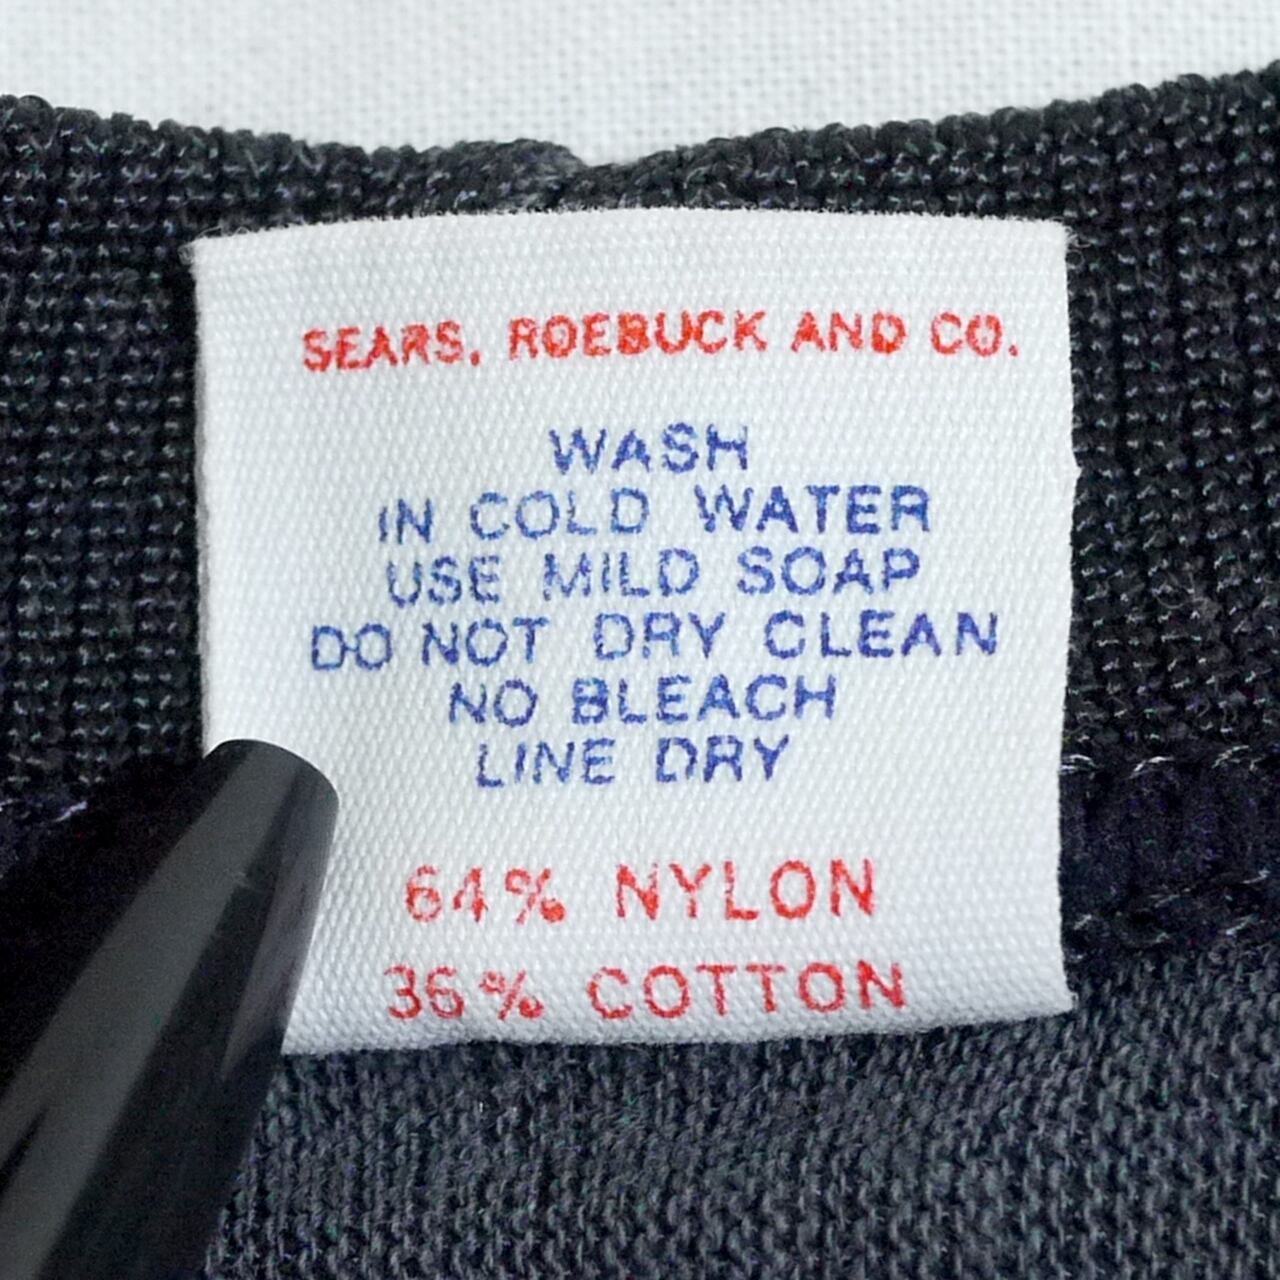 SEARS, ROEBUCK AND CO.
WASH
IN COLD WATER
USE MILD SOAP
DO NOT DRY CLEAN
NO BLEACH
LINE DRY
64% NYLON
36% COTTON